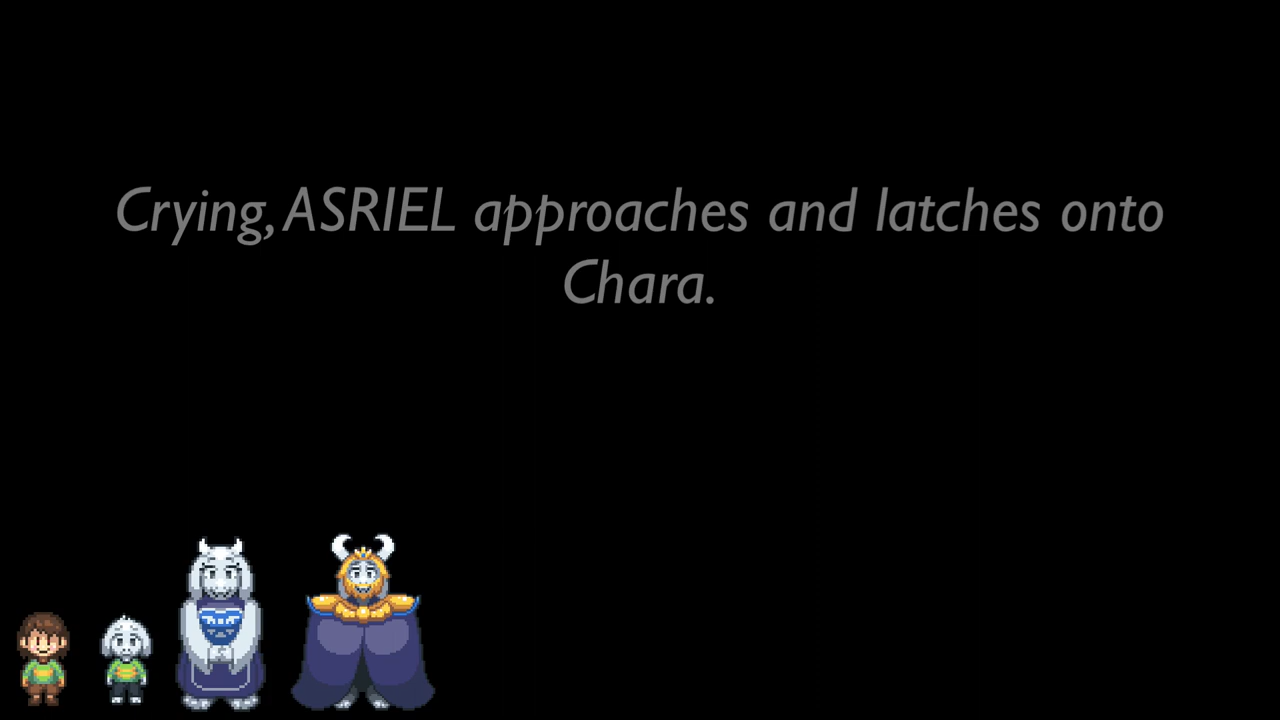 Crying, ASRIEL approaches and latches onto
Chara.